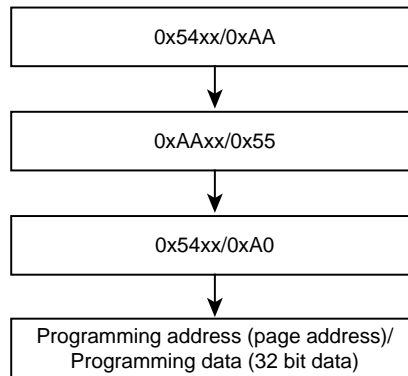 0x54xx/0xAA
0xAAxx/0x55
0x54xx/0xA0
Programming address (page address)/
Programming data (32 bit data)